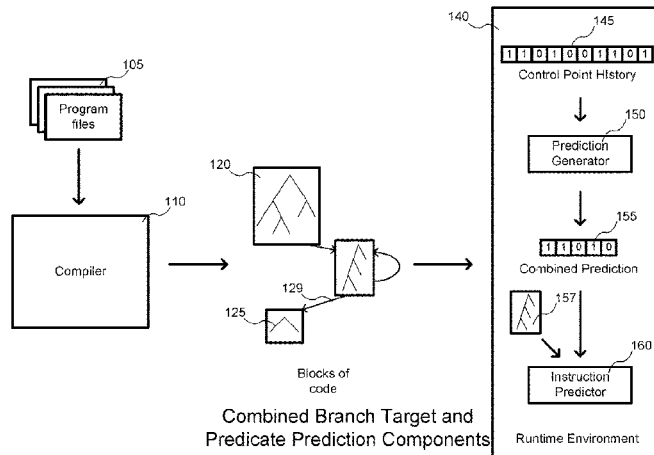 105
Program
files
110
Compiler
120
125
129
Blocks of
code
Combined Branch Target and
Predicate Prediction Components
140
145
1 1 0 1 0 0 1 1 0 1
Control Point History
150
Prediction
Generator
155
1 1 0 1 0
Combined Prediction
157
160
Instruction
Predictor
Runtime Environment